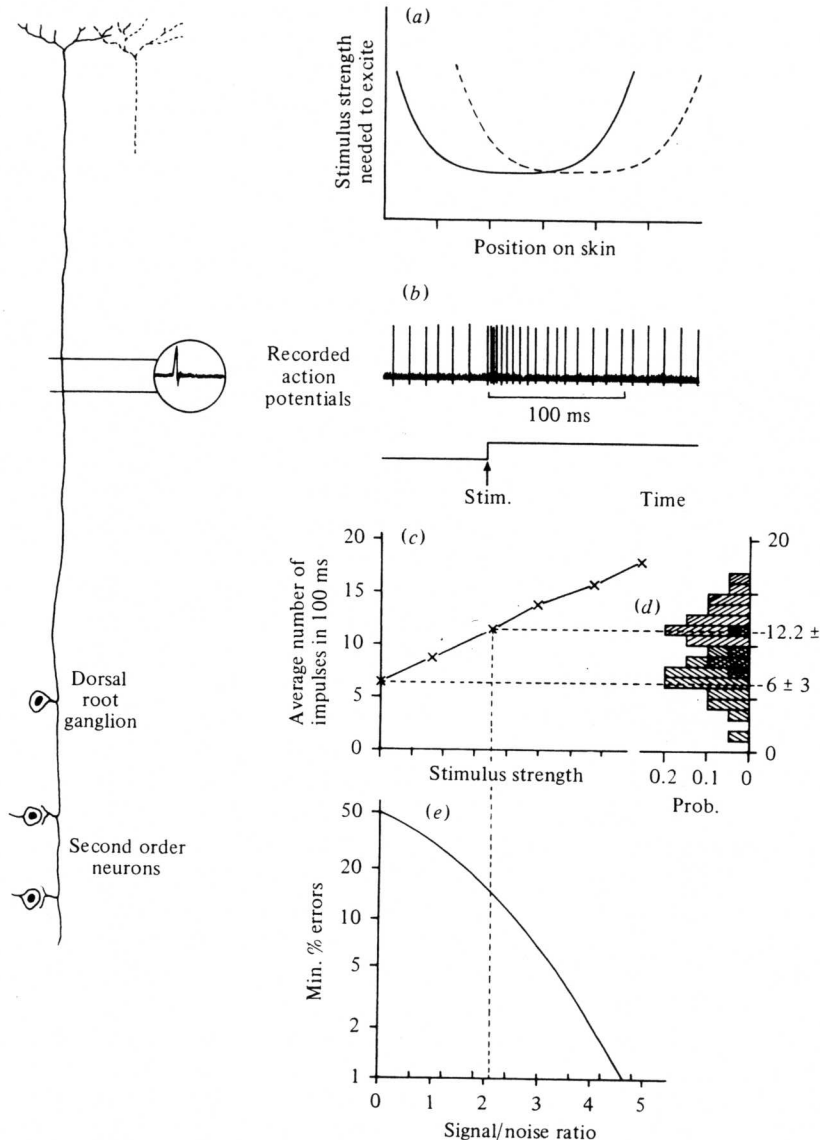 (a)
Stimulus strength
needed to excite
Position on skin
(b)
Recorded
action
potentials
100 ms
Stim.
Time
(c)
Average number of
impulses in 100 ms
20
15
10
5
0
Stimulus strength
(d)
20
12.2 ±
6 ± 3
0
0.2 0.1 0
Prob.
Dorsal
root
ganglion
Second order
neurons
(e)
Min. % errors
50
20
10
5
2
1
0 1 2 3 4 5
Signal/noise ratio